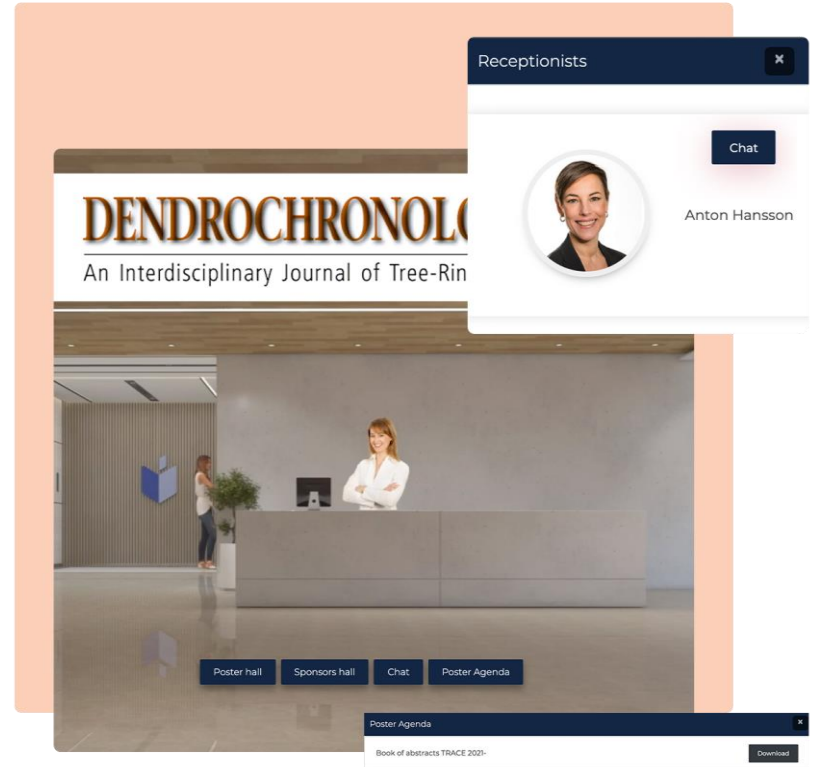 Receptionists
×
Chat
Anton Hansson
DENDROCHRONOLO
An Interdisciplinary Journal of Tree-Rin
Poster hall
Sponsors hall
Chat
Poster Agenda
Poster Agenda
×
Book of abstracts TRACE 2021-
Download